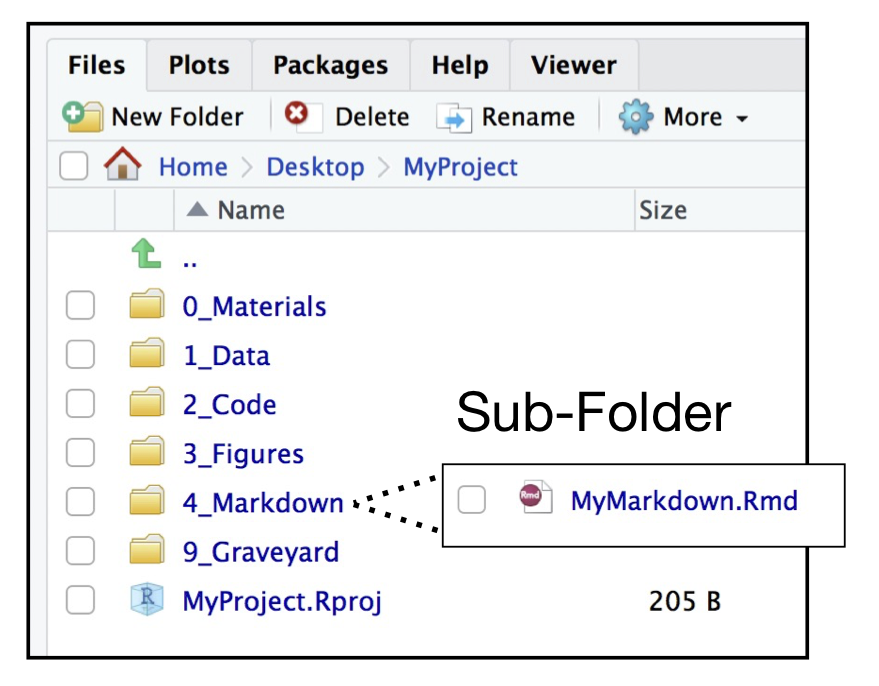 Files Plots Packages Help Viewer
New Folder Delete Rename More
Home Desktop MyProject
Name Size
..
0_Materials
1_Data
2_Code
Sub-Folder
3_Figures
4_Markdown Rmd MyMarkdown.Rmd
9_Graveyard
R MyProject.Rproj 205 B